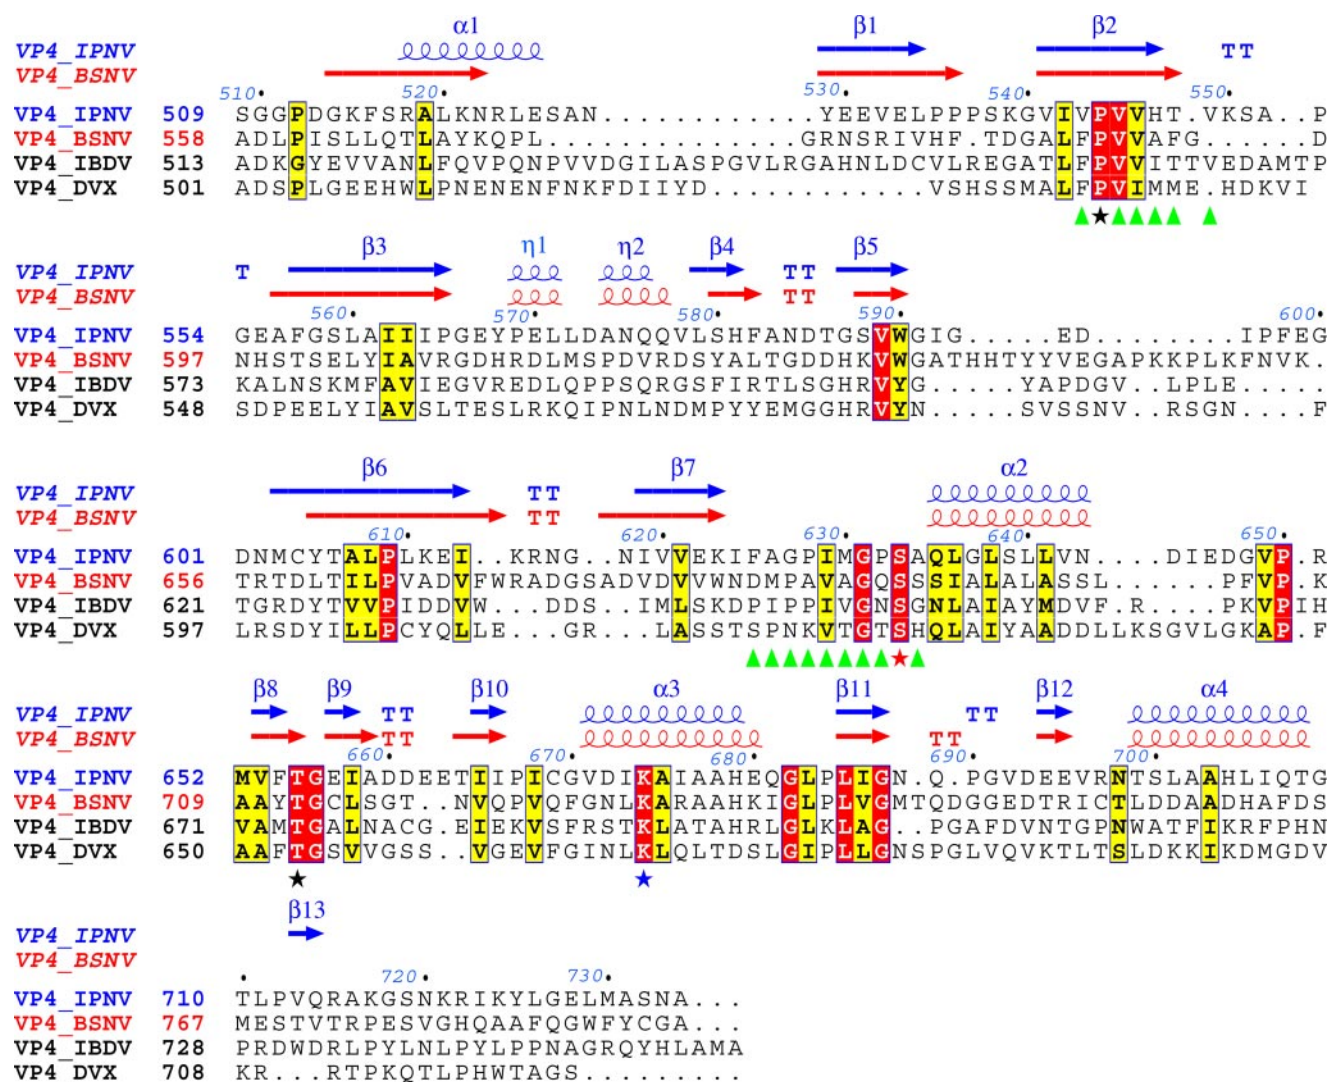 α1 β1 β2
VP4_IPNV TT
VP4_BSNV
510 520 530 540 550
VP4_IPNV 509 SGGPDGKFSRALKNRLESAN............YEEVELPPPSKGVIVPVVHT.VKSA..P
VP4_BSNV 558 ADLPISLLQTLAYKQPL..............GRNSRIVHF.TDGALFPVVAFG......D
VP4_IBDV 513 ADKGYEVVANLFQVPQNPVVDGILASPGVLRGAHNLDCVLREGATLFPVVITTVEDAMTP
VP4_DVX 501 ADSPLGEEHWLPNENENFNKFDIIYD............VSHSSMALFPVIMME.HDKVI
β3 η1 η2 β4 β5
VP4_IPNV T TT
VP4_BSNV TT
560 570 580 590 600
VP4_IPNV 554 GEAFGSLAIIIPGEYPELLDANQQVLSHFANDTGSVWGIG.....ED........IPFEG
VP4_BSNV 597 NHSTSELYIAVRGDHRDLMSPDVRDSYALTGDDHKVWGATHHTYYVEGAPKKPLKFNVK.
VP4_IBDV 573 KALNSKMFAVIEGVREDLQPPSQRGSFIRTLSGHRVYG.....YAPDGV..LPLE.....
VP4_DVX 548 SDPEELYIAVSLTESLRKQIPNLNDMPYYEMGGHRVYN.....SVSSNV..RSGN....F
β6 β7 α2
VP4_IPNV TT
VP4_BSNV TT
610 620 630 640 650
VP4_IPNV 601 DNMCYTALPLKEI..KRNG..NIVVEKIFAGPIMGPSAQLGLSLLVN....DIEDGVP.R
VP4_BSNV 656 TRTDLTILPVADVFWRADGSADVDVVWNDMPAVAGQSSSIALALASSL......PFVP.K
VP4_IBDV 621 TGRDYTVVPIDDVW...DDS..IMLSKDPIPPIVGNSGNLAIAYMDVF.R....PKVPIH
VP4_DVX 597 LRSDYILLPCYQLLE...GR...LASSTSPNKVTGTSHQLAIYAADDLLKSGVLGKAP.F
β8 β9 β10 α3 β11 β12 α4
VP4_IPNV TT TT
VP4_BSNV TT TT
660 670 680 690 700
VP4_IPNV 652 MVFTGEIADDEETIIPICGVDIKAIAAHEQGLPLIGN.Q.PGVDEEVRNTSLAAHLIQTG
VP4_BSNV 709 AAYTGCLSGT..NVQPVQFGNLKARAAHKIGLPLVGMTQDGGEDTRICTLDDAADHAFDS
VP4_IBDV 671 VAMTGALNACG.EIEKVSFRSTKLATAHRLGLKLAG..PGAFDVNTGPNWATFIKRFPHN
VP4_DVX 650 AAFTGSVVGSS..VGEVFGINLKLQLTDSLGIPLLGNSPGLVQVKTLTSLDKKIKDMGDV
β13
VP4_IPNV
VP4_BSNV
720 730
VP4_IPNV 710 TLPVQRAKGSNKRIKYLGELMASNA...
VP4_BSNV 767 MESTVTRPESVGHQAAFQGWFYCGA...
VP4_IBDV 728 PRDWDRLPYLNLPYLPPNAGRQYHLAMA
VP4_DVX 708 KR...RTPKQTLPHWTAGS.........